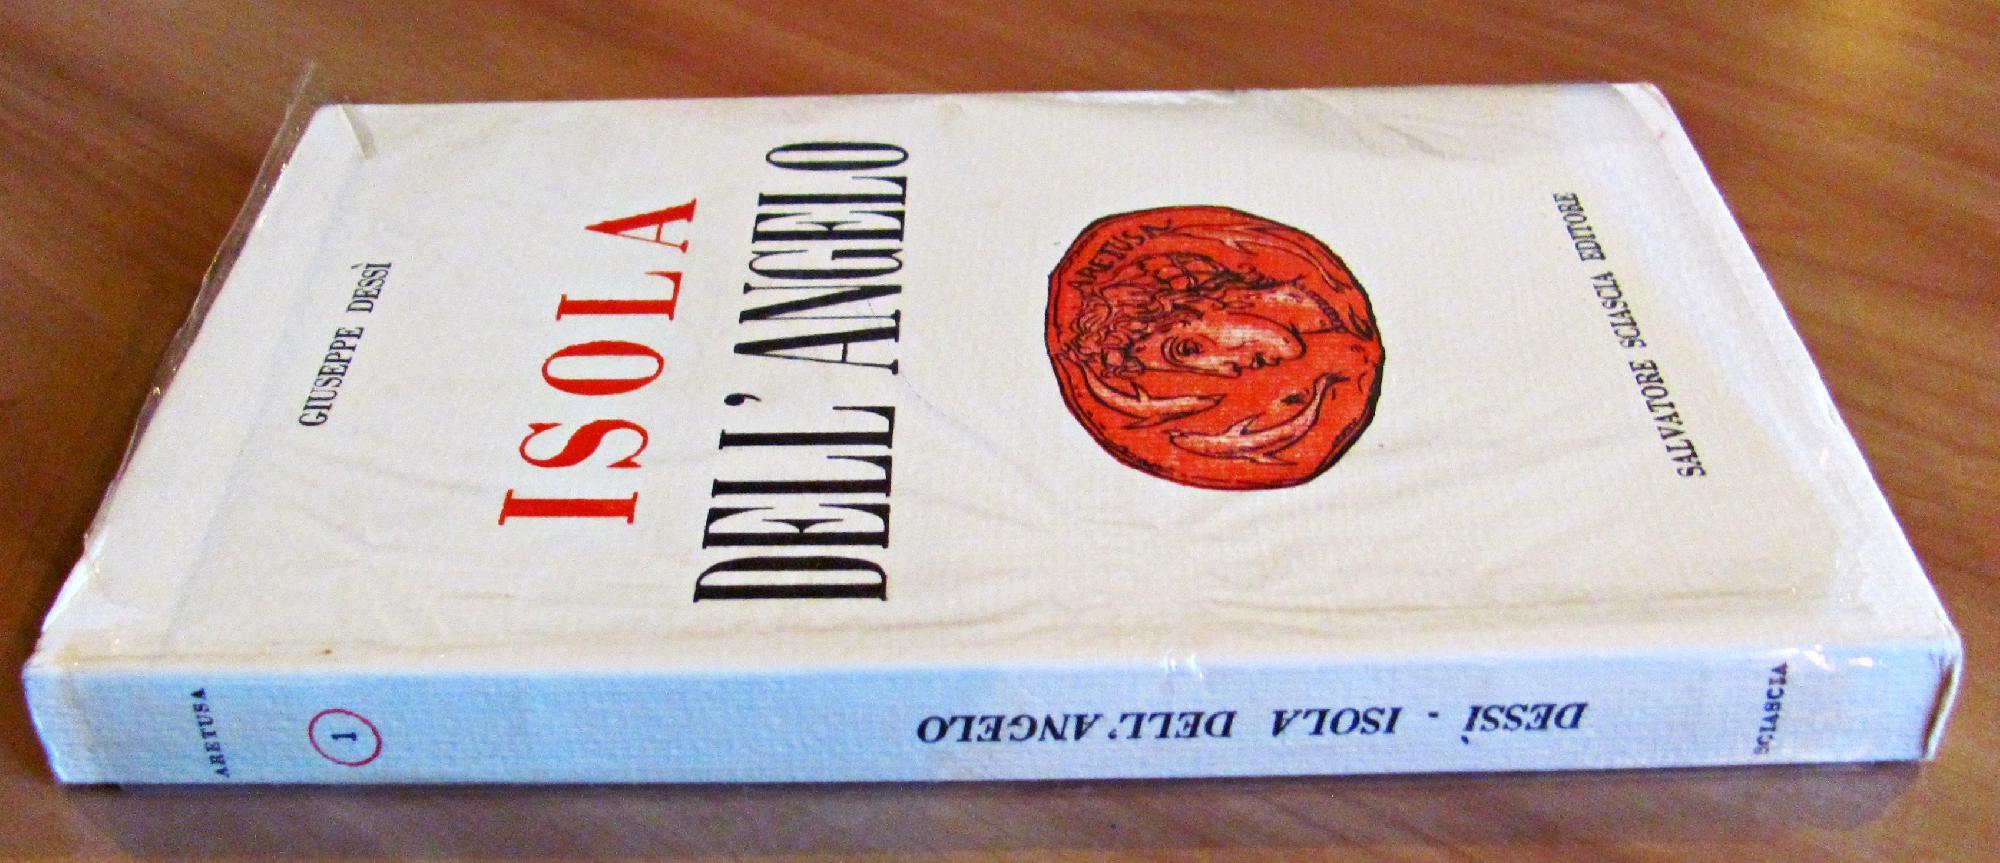 GIUSEPPE DESSÌ
ISOLA
DELL'ANGELO
ARETUSA
SALVATORE SCIASCIA EDITORE
ARETUSA
1
DESSÌ - ISOLA DELL'ANGELO
SCIASCIA